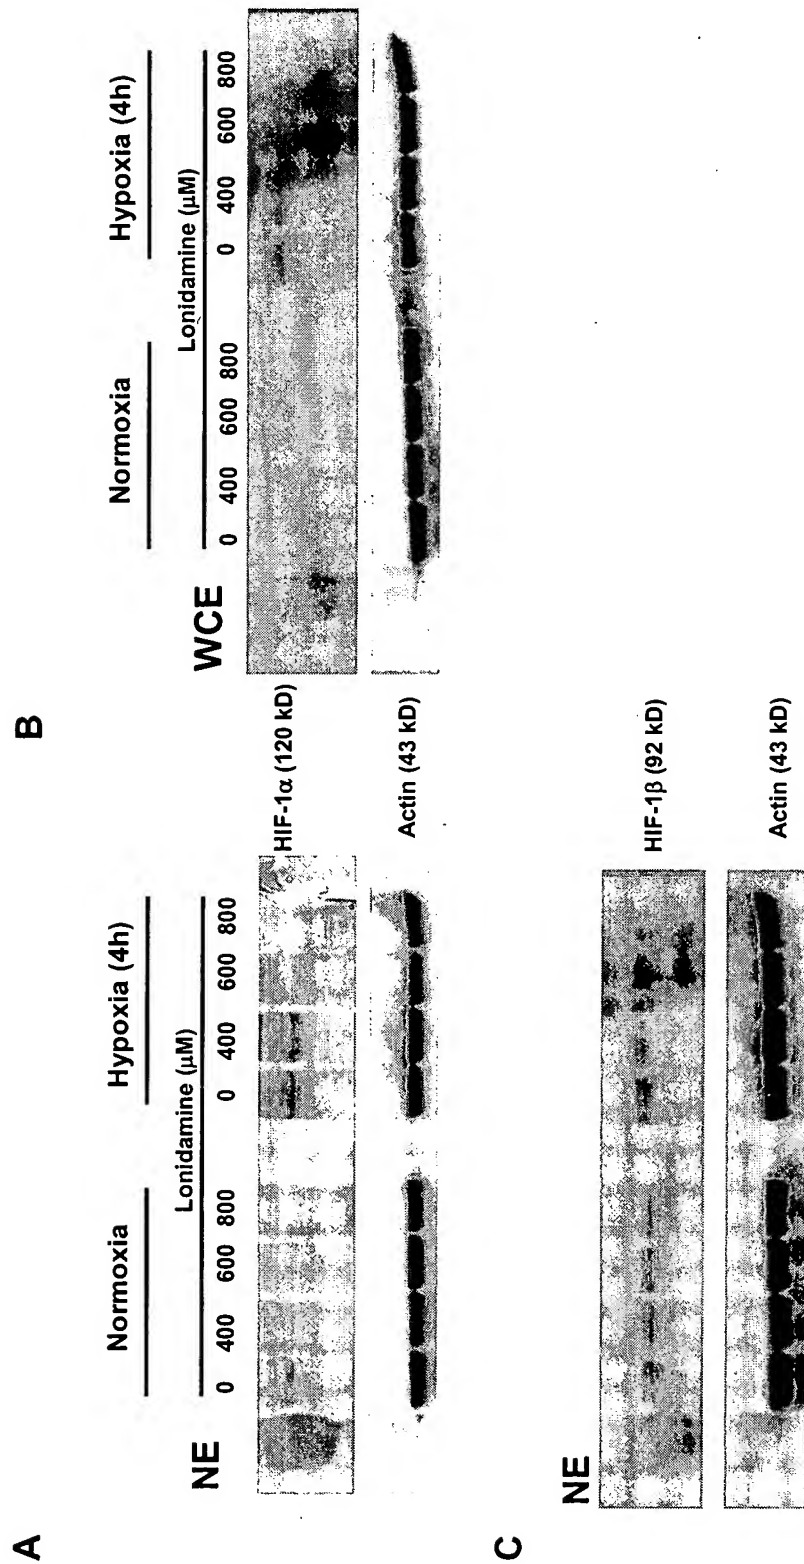 A
Normoxia Hypoxia (4h)
Lonidamine (μM)
0 400 600 800 0 400 600 800
NE
HIF-1α (120 kD)
Actin (43 kD)
B
Normoxia Hypoxia (4h)
Lonidamine (μM)
0 400 600 800 0 400 600 800
WCE
C
NE
HIF-1β (92 kD)
Actin (43 kD)